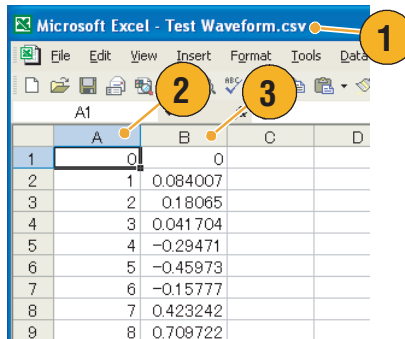 Microsoft Excel - Test Waveform.csv
1
File Edit View Insert Format Tools Data
ABC
2
3
A1
A B C D
1 0 0
2 1 0.084007
3 2 0.18065
4 3 0.041704
5 4 -0.29471
6 5 -0.45973
7 6 -0.15777
8 7 0.423242
9 8 0.709722